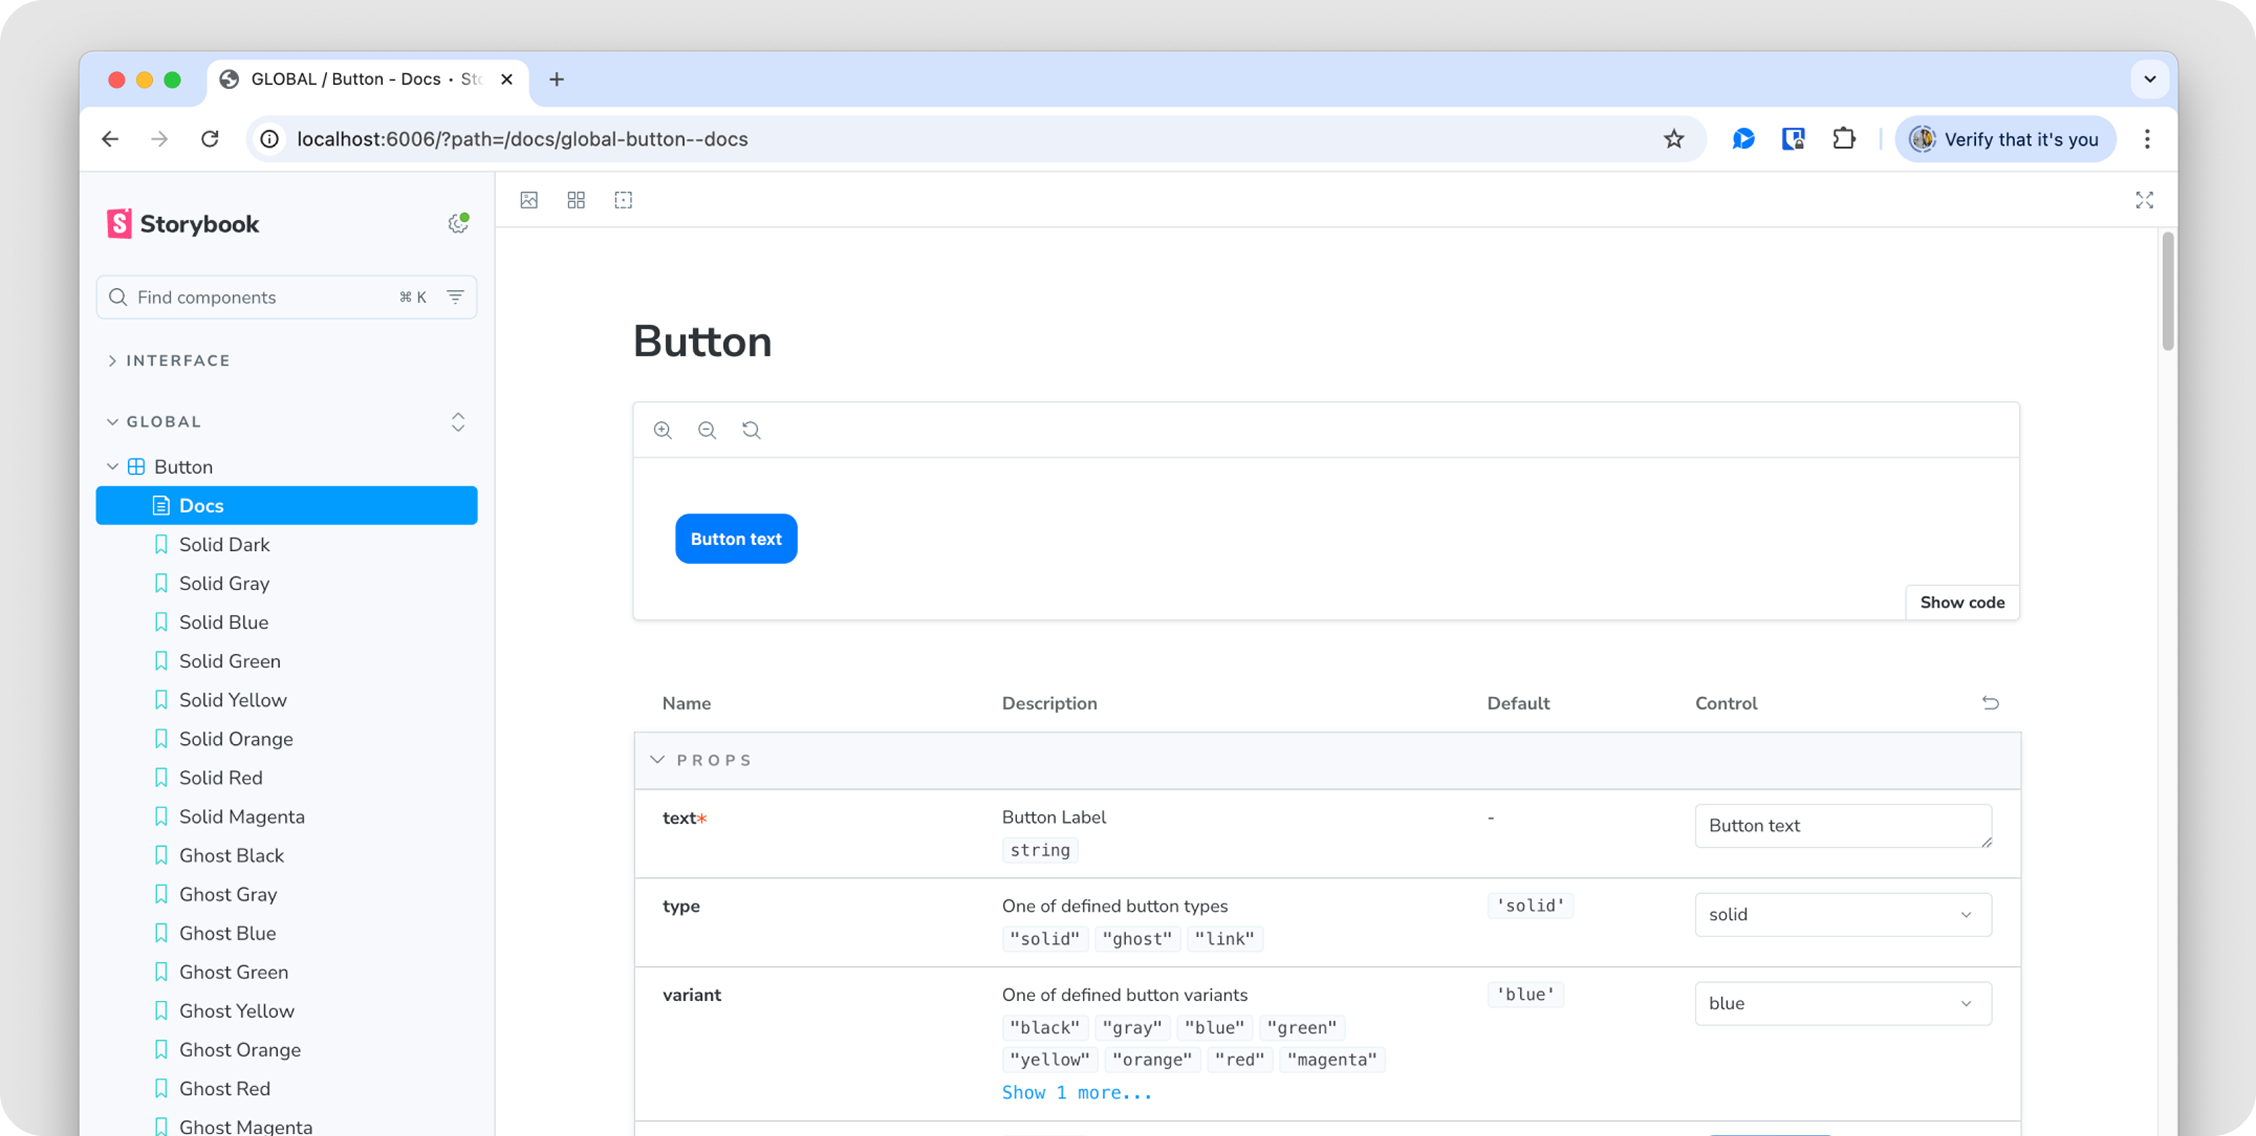 GLOBAL / Button - Docs · Sto
localhost:6006/?path=/docs/global-button--docs
Verify that it's you
Storybook
Find components
⌘ K
INTERFACE
GLOBAL
Button
Docs
Solid Dark
Solid Gray
Solid Blue
Solid Green
Solid Yellow
Solid Orange
Solid Red
Solid Magenta
Ghost Black
Ghost Gray
Ghost Blue
Ghost Green
Ghost Yellow
Ghost Orange
Ghost Red
Ghost Magenta
Button
Button text
Show code
Name Description Default Control
PROPS
text* Button Label - Button text
string
type One of defined button types 'solid' solid
"solid" "ghost" "link"
variant One of defined button variants 'blue' blue
"black" "gray" "blue" "green"
"yellow" "orange" "red" "magenta"
Show 1 more...